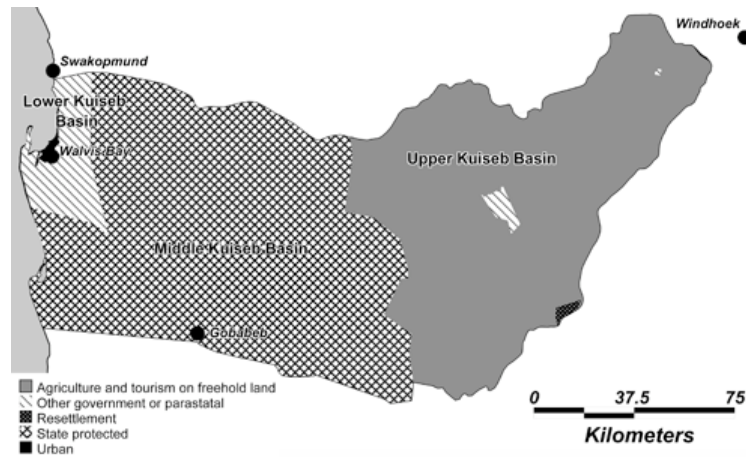 Windhoek
Swakopmund
Lower Kuiseb
Basin
Walvis Bay
Upper Kuiseb Basin
Middle Kuiseb Basin
Gobabeb
Agriculture and tourism on freehold land
Other government or parastatal
Resettlement
State protected
Urban
0 37.5 75
Kilometers